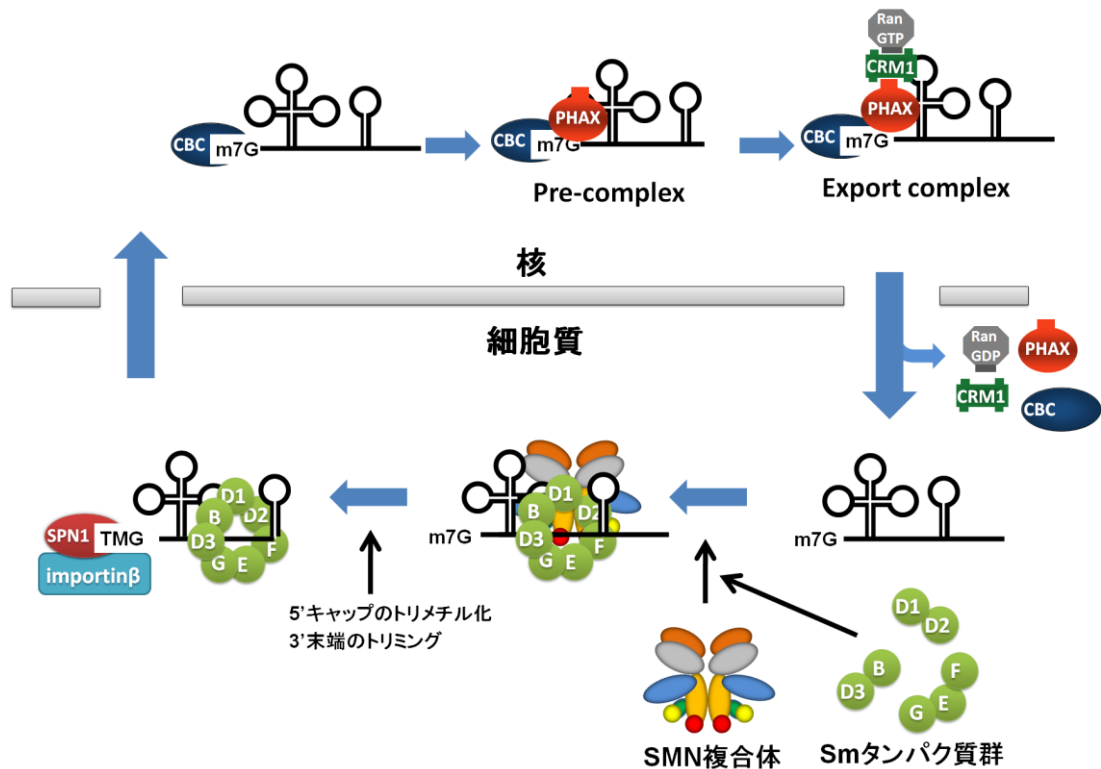 Ran
GTP
CRM1
PHAX
CBC
m7G
PHAX
CBC
m7G
CBC
m7G
Pre-complex
Export complex
核
細胞質
Ran
GDP
PHAX
CRM1
CBC
SPN1
TMG
importinβ
D1
B
D2
D3
F
G
E
m7G
D1
B
D2
D3
F
G
E
m7G
5’キャップのトリメチル化
3’末端のトリミング
D1
D2
B
D3
F
E
G
SMN複合体
Smタンパク質群